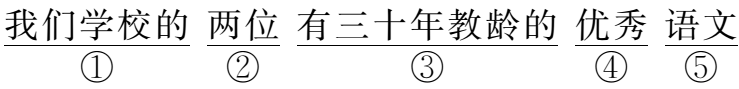 我们学校的 两位 有三十年教龄的 优秀 语文
① ② ③ ④ ⑤